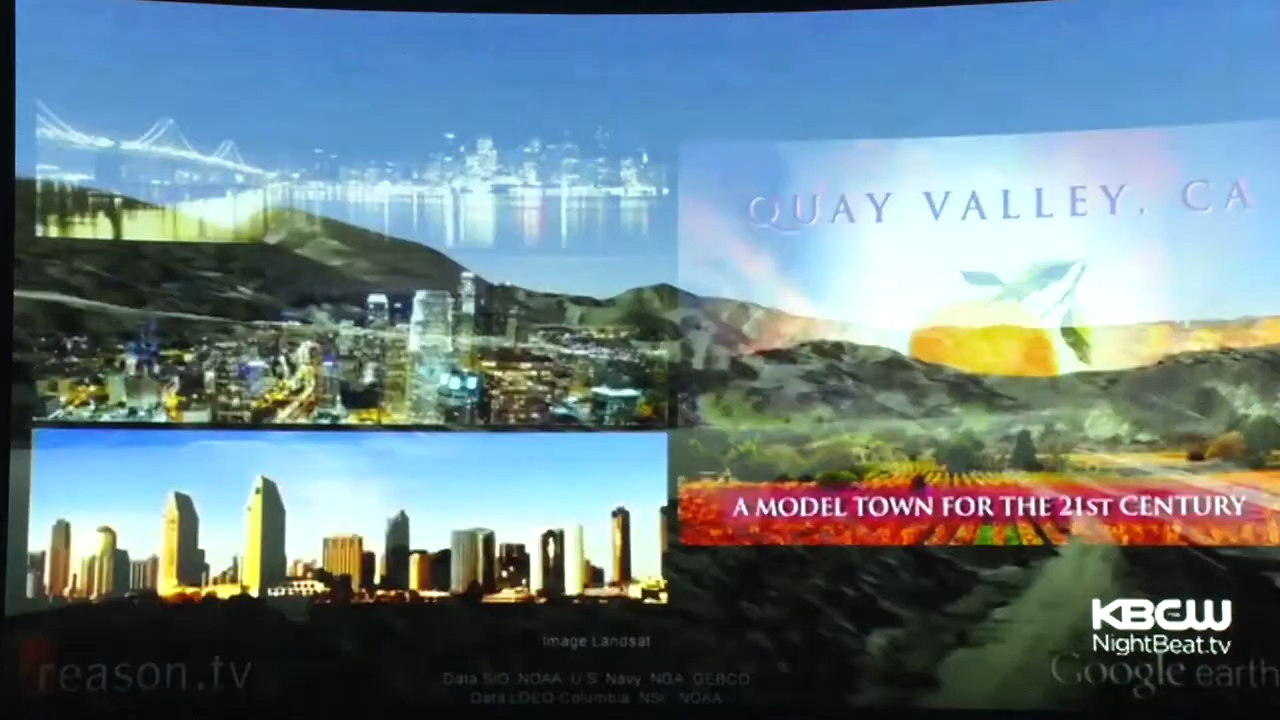 QUAY VALLEY, CA
A MODEL TOWN FOR THE 21ST CENTURY
KBCW
NightBeat.tv
Image Landsat
reason.tv
Google earth
Data SIO, NOAA, U.S. Navy, NGA, GEBCO
Data LDEO-Columbia, NSF, NOAA